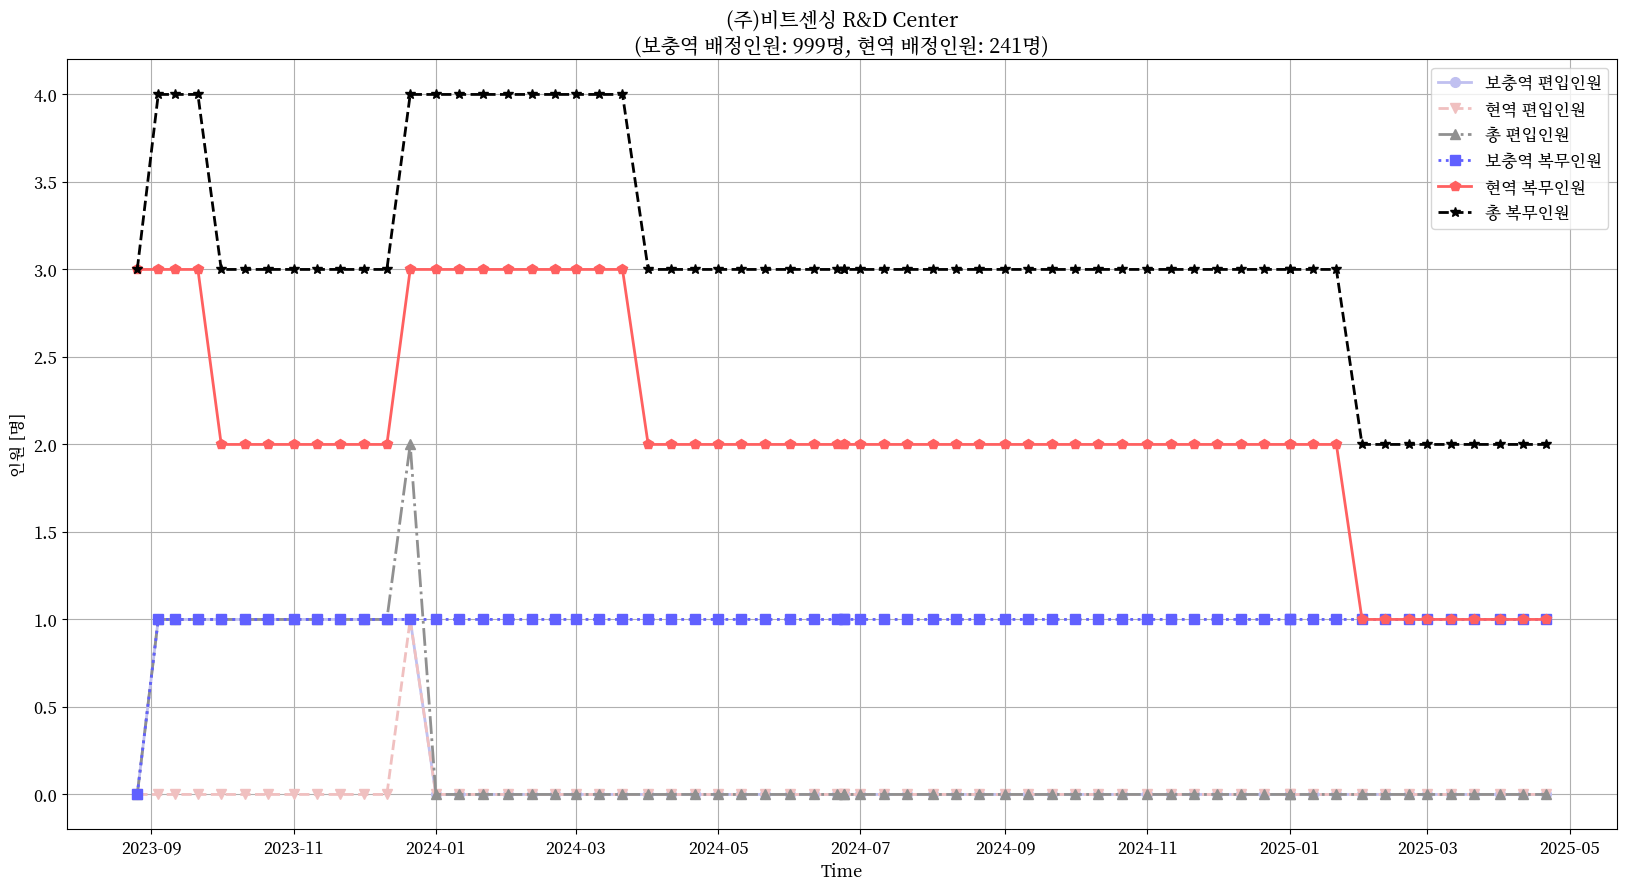 (주)비트센싱 R&D Center
(보충역 배정인원: 999명, 현역 배정인원: 241명)
보충역 편입인원
현역 편입인원
총 편입인원
보충역 복무인원
현역 복무인원
총 복무인원
인원 [명]
4.0
3.5
3.0
2.5
2.0
1.5
1.0
0.5
0.0
2023-09 2023-11 2024-01 2024-03 2024-05 2024-07 2024-09 2024-11 2025-01 2025-03 2025-05
Time